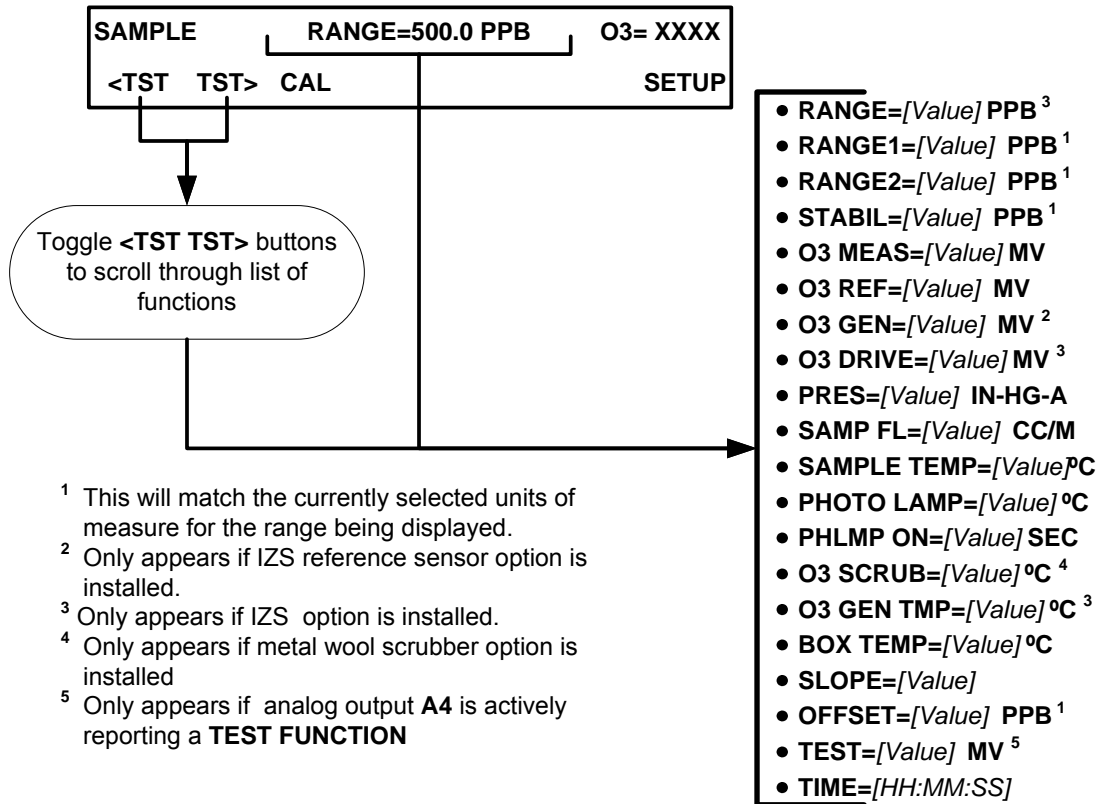 SAMPLE RANGE=500.0 PPB O3= XXXX
<TST TST> CAL SETUP
Toggle <TST TST> buttons
to scroll through list of
functions
• RANGE=[Value] PPB ³
• RANGE1=[Value] PPB ¹
• RANGE2=[Value] PPB ¹
• STABIL=[Value] PPB ¹
• O3 MEAS=[Value] MV
• O3 REF=[Value] MV
• O3 GEN=[Value] MV ²
• O3 DRIVE=[Value] MV ³
• PRES=[Value] IN-HG-A
• SAMP FL=[Value] CC/M
• SAMPLE TEMP=[Value]ºC
• PHOTO LAMP=[Value] ºC
• PHLMP ON=[Value] SEC
• O3 SCRUB=[Value] ºC ⁴
• O3 GEN TMP=[Value] ºC ³
• BOX TEMP=[Value] ºC
• SLOPE=[Value]
• OFFSET=[Value] PPB ¹
• TEST=[Value] MV ⁵
• TIME=[HH:MM:SS]
¹ This will match the currently selected units of
measure for the range being displayed.
² Only appears if IZS reference sensor option is
installed.
³ Only appears if IZS option is installed.
⁴ Only appears if metal wool scrubber option is
installed
⁵ Only appears if analog output A4 is actively
reporting a TEST FUNCTION